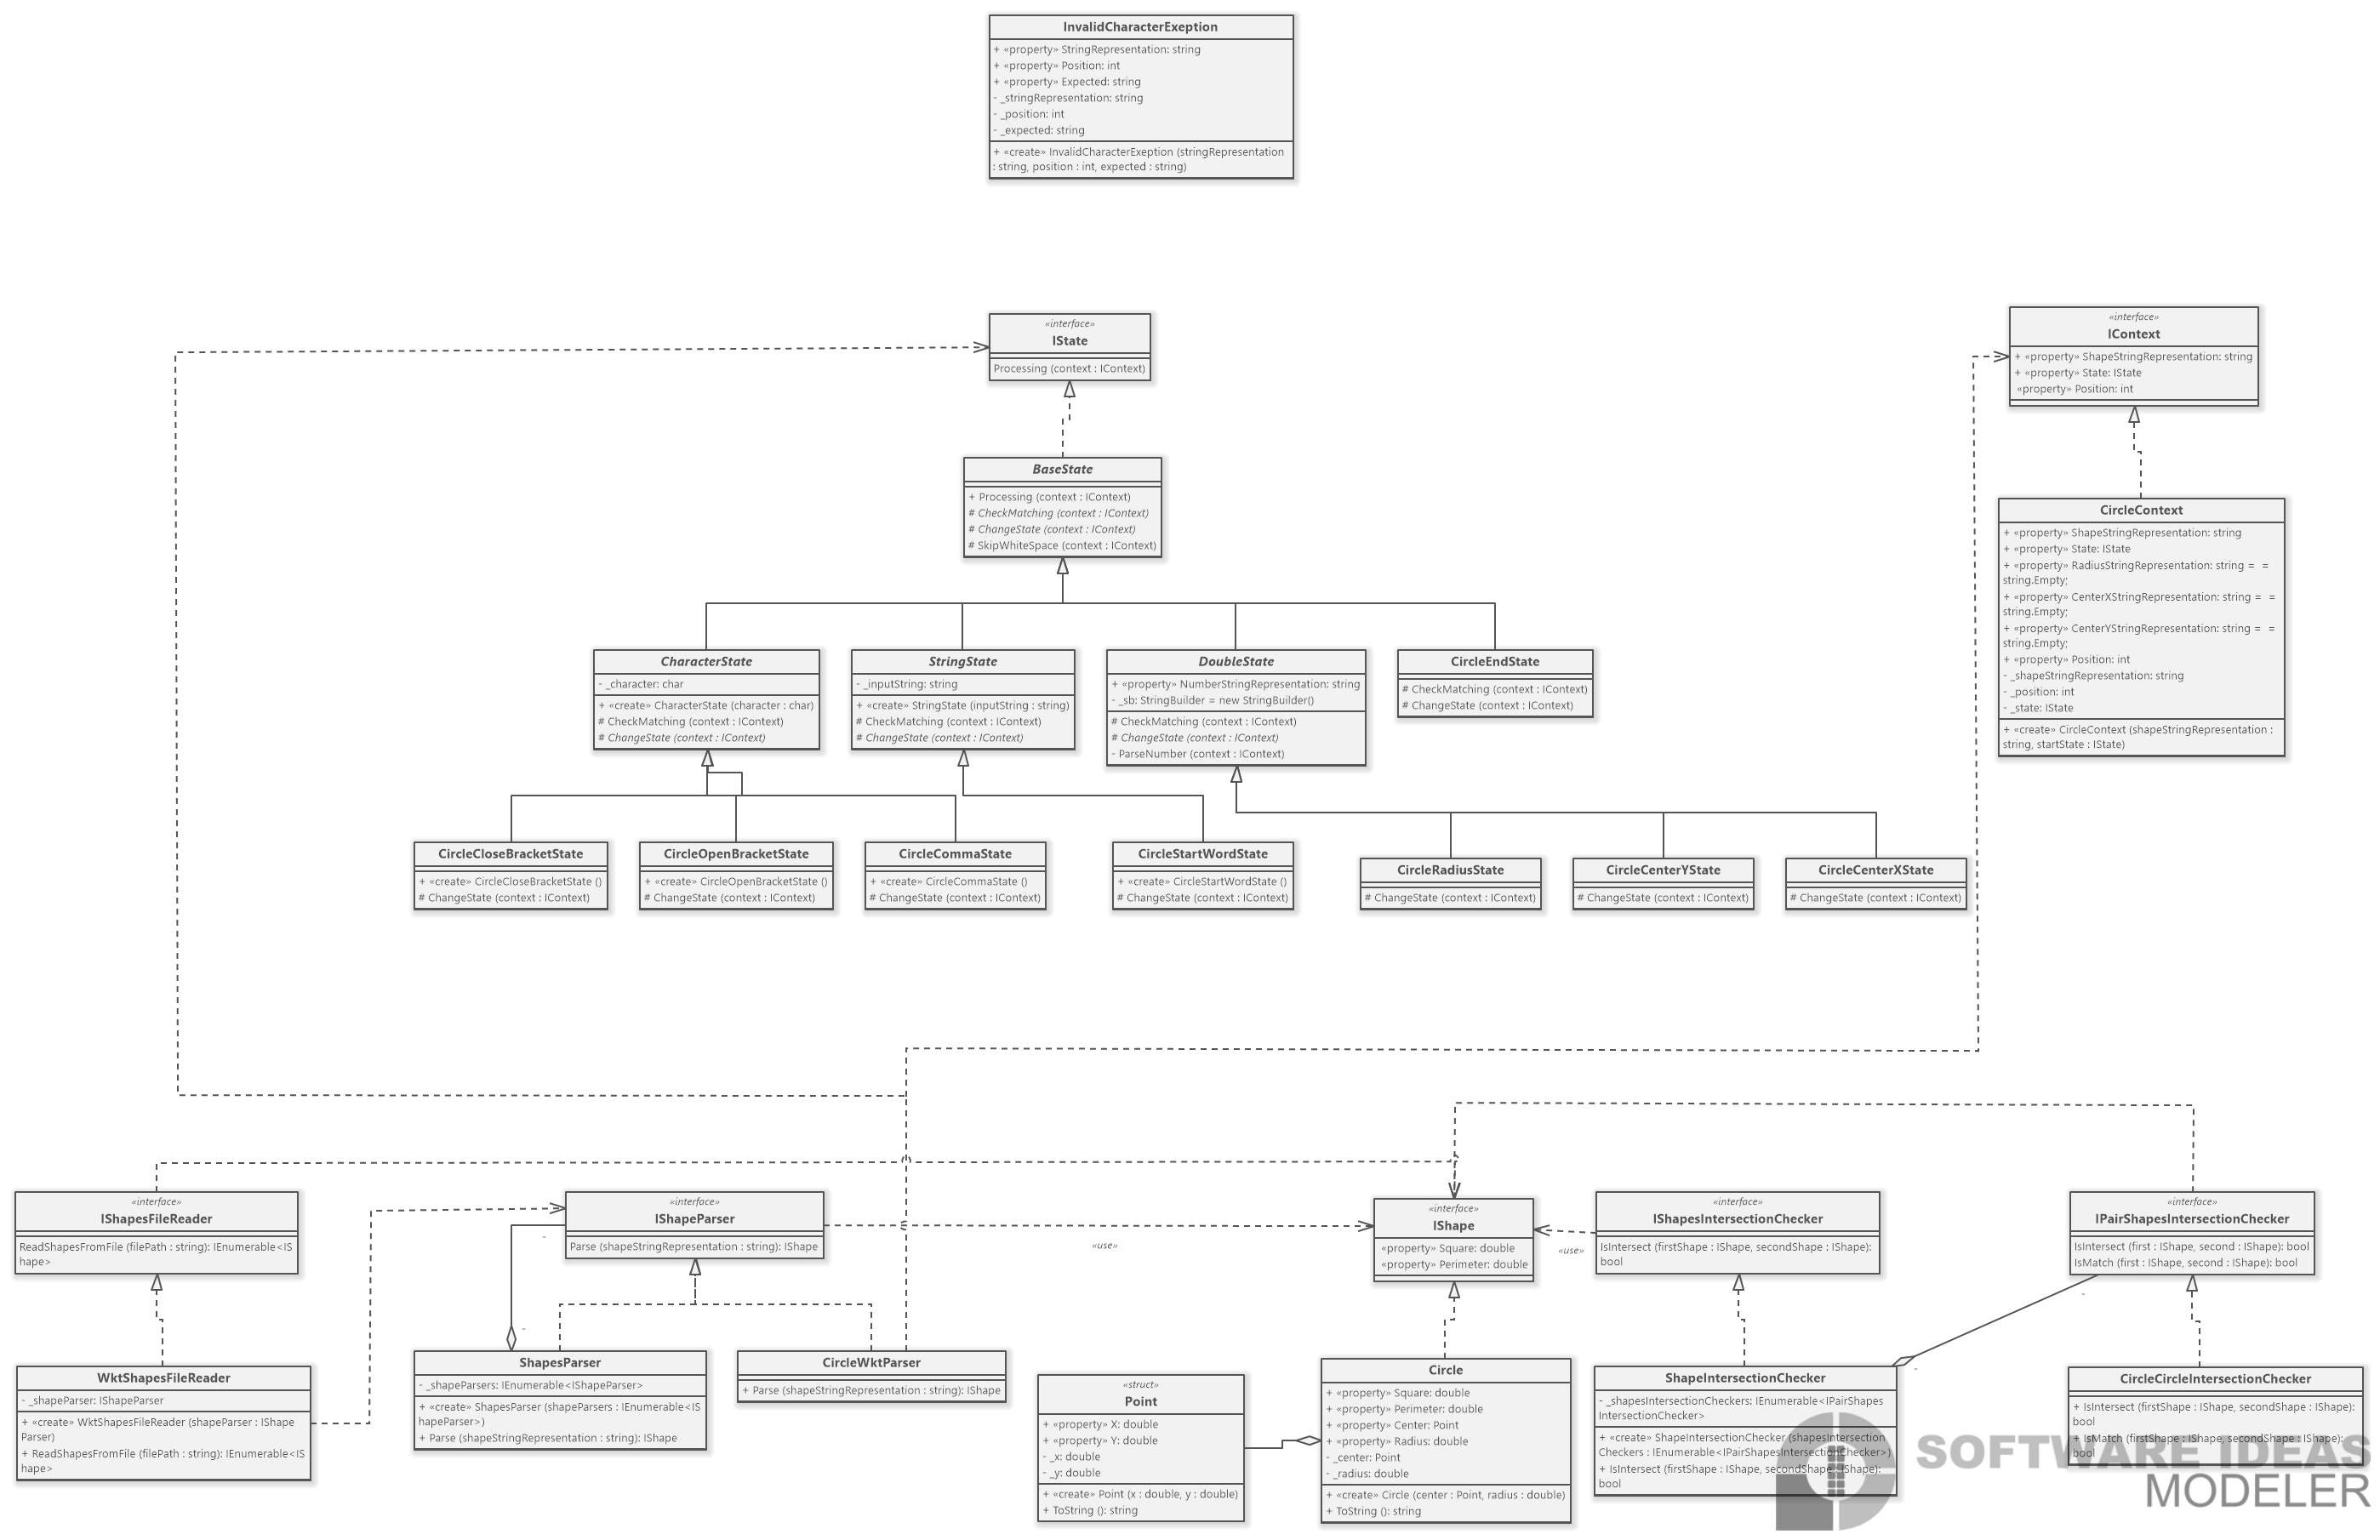 InvalidCharacterExeption
+ «property» StringRepresentation: string
+ «property» Position: int
+ «property» Expected: string
- _stringRepresentation: string
- _position: int
- _expected: string
+ «create» InvalidCharacterExeption (stringRepresentation
: string, position : int, expected : string)
«interface»
IState
Processing (context : IContext)
«interface»
IContext
+ «property» ShapeStringRepresentation: string
+ «property» State: IState
«property» Position: int
BaseState
+ Processing (context : IContext)
# CheckMatching (context : IContext)
# ChangeState (context : IContext)
# SkipWhiteSpace (context : IContext)
CircleContext
+ «property» ShapeStringRepresentation: string
+ «property» State: IState
+ «property» RadiusStringRepresentation: string = =
string.Empty;
+ «property» CenterXStringRepresentation: string = =
string.Empty;
+ «property» CenterYStringRepresentation: string = =
string.Empty;
+ «property» Position: int
- _shapeStringRepresentation: string
- _position: int
- _state: IState
+ «create» CircleContext (shapeStringRepresentation :
string, startState : IState)
CharacterState
- _character: char
+ «create» CharacterState (character : char)
# CheckMatching (context : IContext)
# ChangeState (context : IContext)
StringState
- _inputString: string
+ «create» StringState (inputString : string)
# CheckMatching (context : IContext)
# ChangeState (context : IContext)
DoubleState
+ «property» NumberStringRepresentation: string
- _sb: StringBuilder = new StringBuilder()
# CheckMatching (context : IContext)
# ChangeState (context : IContext)
- ParseNumber (context : IContext)
CircleEndState
# CheckMatching (context : IContext)
# ChangeState (context : IContext)
CircleCloseBracketState
+ «create» CircleCloseBracketState ()
# ChangeState (context : IContext)
CircleOpenBracketState
+ «create» CircleOpenBracketState ()
# ChangeState (context : IContext)
CircleCommaState
+ «create» CircleCommaState ()
# ChangeState (context : IContext)
CircleStartWordState
+ «create» CircleStartWordState ()
# ChangeState (context : IContext)
CircleRadiusState
# ChangeState (context : IContext)
CircleCenterYState
# ChangeState (context : IContext)
CircleCenterXState
# ChangeState (context : IContext)
«interface»
IShapesFileReader
ReadShapesFromFile (filePath : string): IEnumerable<IS
hape>
«interface»
IShapeParser
Parse (shapeStringRepresentation : string): IShape
-
-
«use»
«interface»
IShape
«property» Square: double
«property» Perimeter: double
«use»
«interface»
IShapesIntersectionChecker
IsIntersect (firstShape : IShape, secondShape : IShape):
bool
«interface»
IPairShapesIntersectionChecker
IsIntersect (first : IShape, second : IShape): bool
IsMatch (first : IShape, second : IShape): bool
-
-
WktShapesFileReader
- _shapeParser: IShapeParser
+ «create» WktShapesFileReader (shapeParser : IShape
Parser)
+ ReadShapesFromFile (filePath : string): IEnumerable<IS
hape>
ShapesParser
- _shapeParsers: IEnumerable<IShapeParser>
+ «create» ShapesParser (shapeParsers : IEnumerable<IS
hapeParser>)
+ Parse (shapeStringRepresentation : string): IShape
CircleWktParser
+ Parse (shapeStringRepresentation : string): IShape
«struct»
Point
+ «property» X: double
+ «property» Y: double
- _x: double
- _y: double
+ «create» Point (x : double, y : double)
+ ToString (): string
Circle
+ «property» Square: double
+ «property» Perimeter: double
+ «property» Center: Point
+ «property» Radius: double
- _center: Point
- _radius: double
+ «create» Circle (center : Point, radius : double)
+ ToString (): string
ShapeIntersectionChecker
- _shapesIntersectionCheckers: IEnumerable<IPairShapes
IntersectionChecker>
+ «create» ShapeIntersectionChecker (shapesIntersection
Checkers : IEnumerable<IPairShapesIntersectionChecker>)
+ IsIntersect (firstShape : IShape, secondShape : IShape):
bool
CircleCircleIntersectionChecker
+ IsIntersect (firstShape : IShape, secondShape : IShape):
bool
+ IsMatch (firstShape : IShape, secondShape : IShape):
bool
SOFTWARE IDEAS
MODELER